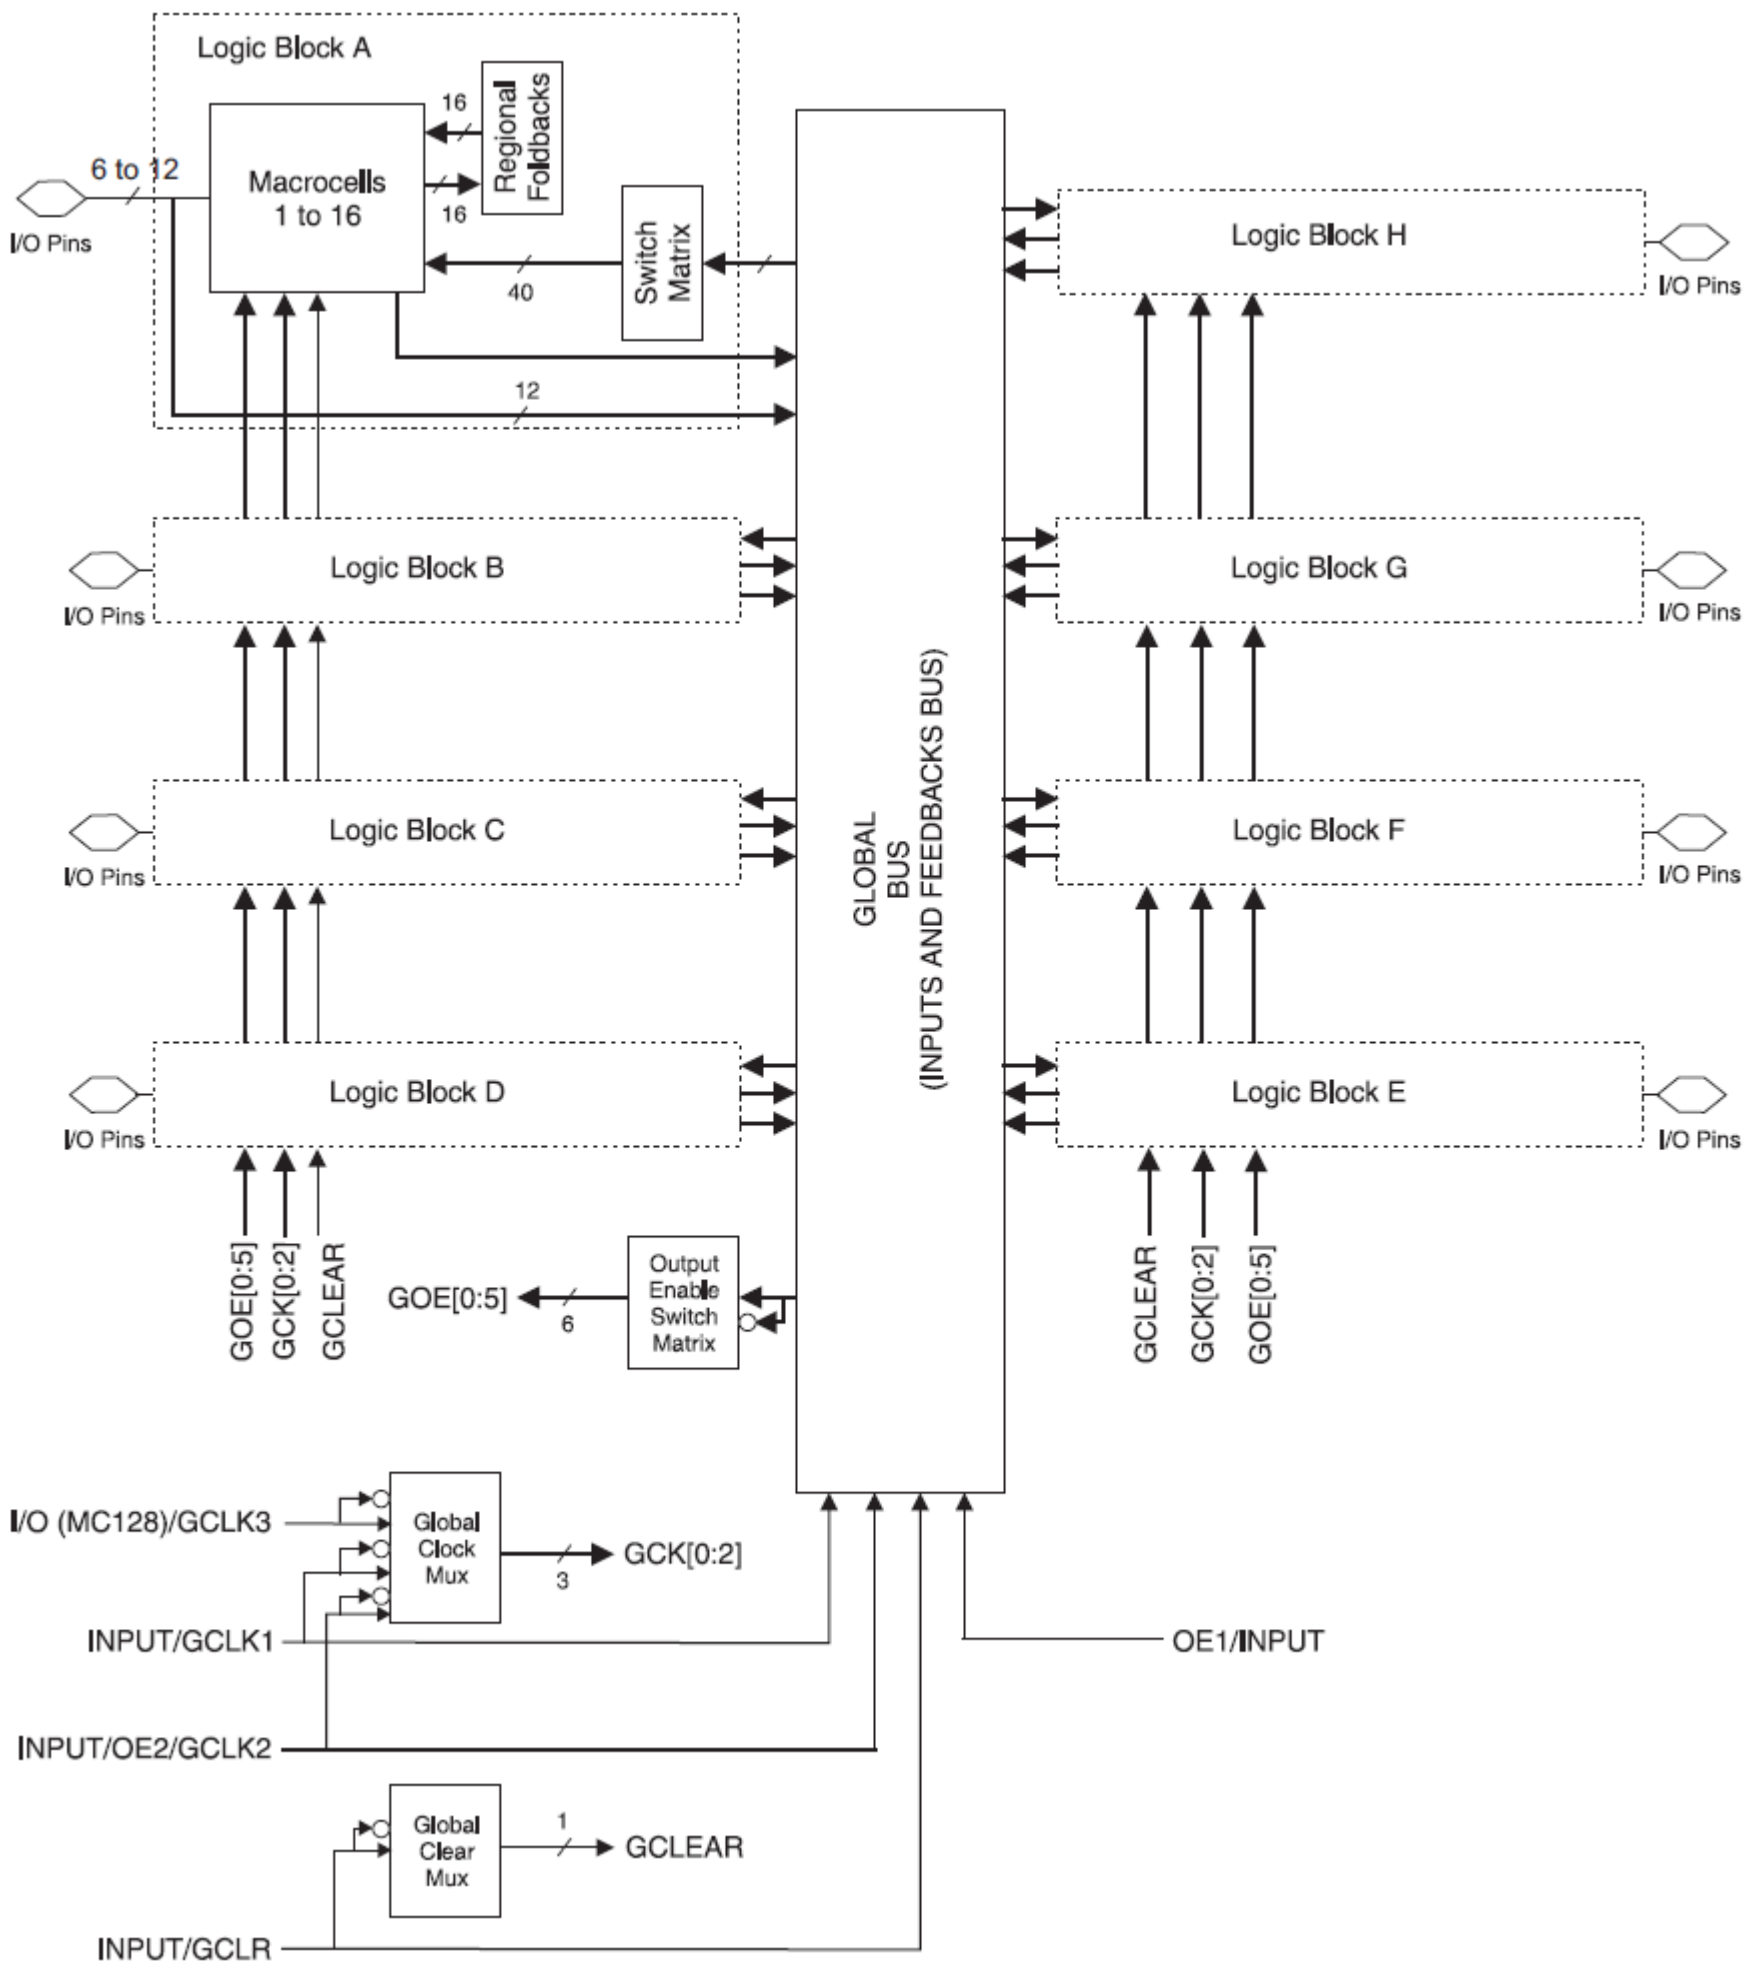 Logic Block A
Regional
Foldbacks
16
16
6 to 12
Macrocells
1 to 16
I/O Pins
Switch
Matrix
40
12
Logic Block H
I/O Pins
Logic Block B
I/O Pins
Logic Block G
I/O Pins
GLOBAL
BUS
(INPUTS AND FEEDBACKS BUS)
Logic Block C
I/O Pins
Logic Block F
I/O Pins
Logic Block D
I/O Pins
Logic Block E
I/O Pins
GOE[0:5]
GCK[0:2]
GCLEAR
GOE[0:5]
6
Output
Enable
Switch
Matrix
GCLEAR
GCK[0:2]
GOE[0:5]
I/O (MC128)/GCLK3
Global
Clock
Mux
3
GCK[0:2]
INPUT/GCLK1
OE1/INPUT
INPUT/OE2/GCLK2
Global
Clear
Mux
1
GCLEAR
INPUT/GCLR